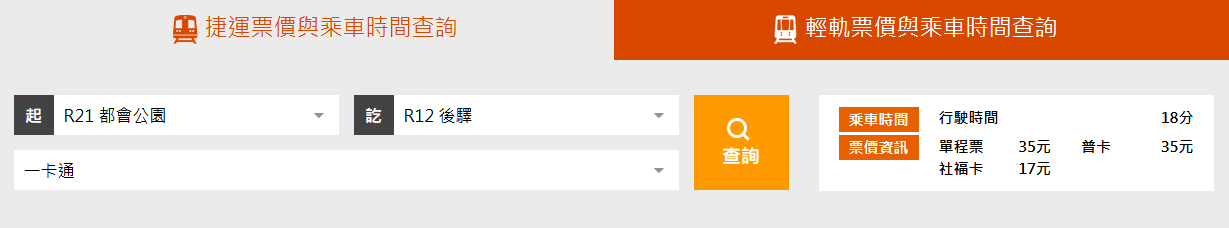 捷運票價與乘車時間查詢
輕軌票價與乘車時間查詢
起 R21 都會公園
訖 R12 後驛
一卡通
查詢
乘車時間 行駛時間 18分
票價資訊 單程票 35元 普卡 35元
社福卡 17元